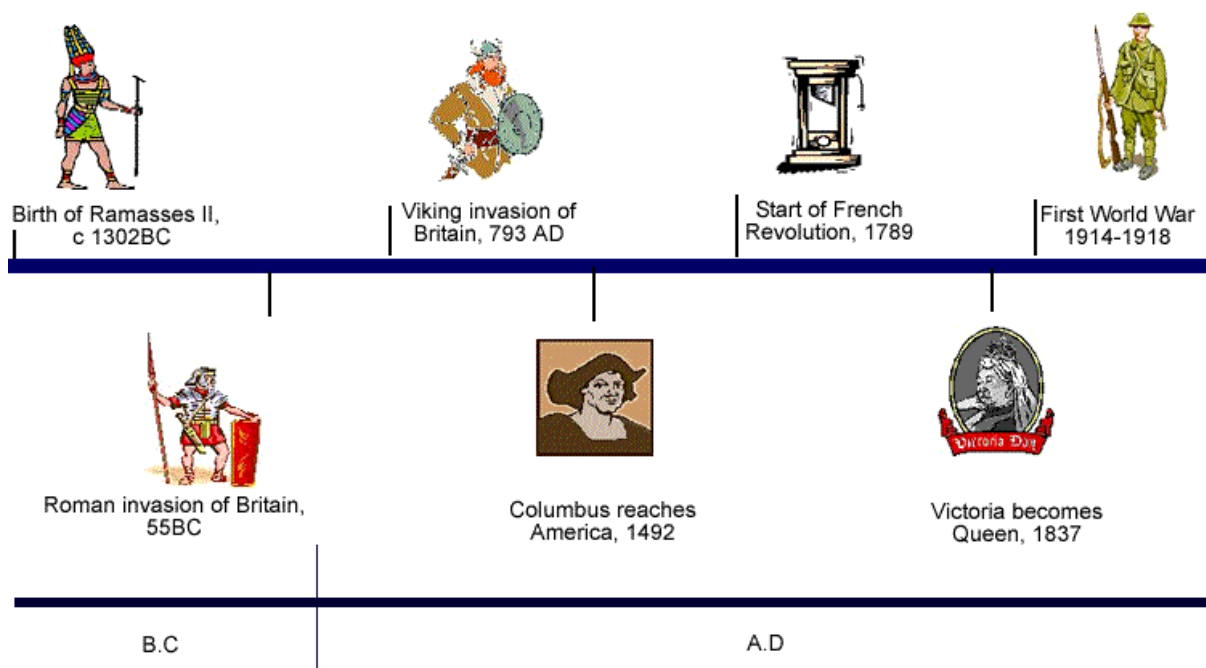 Birth of Ramasses II,
c 1302BC
Viking invasion of
Britain, 793 AD
Start of French
Revolution, 1789
First World War
1914-1918
Roman invasion of Britain,
55BC
Columbus reaches
America, 1492
Victoria Day
Victoria becomes
Queen, 1837
B.C
A.D